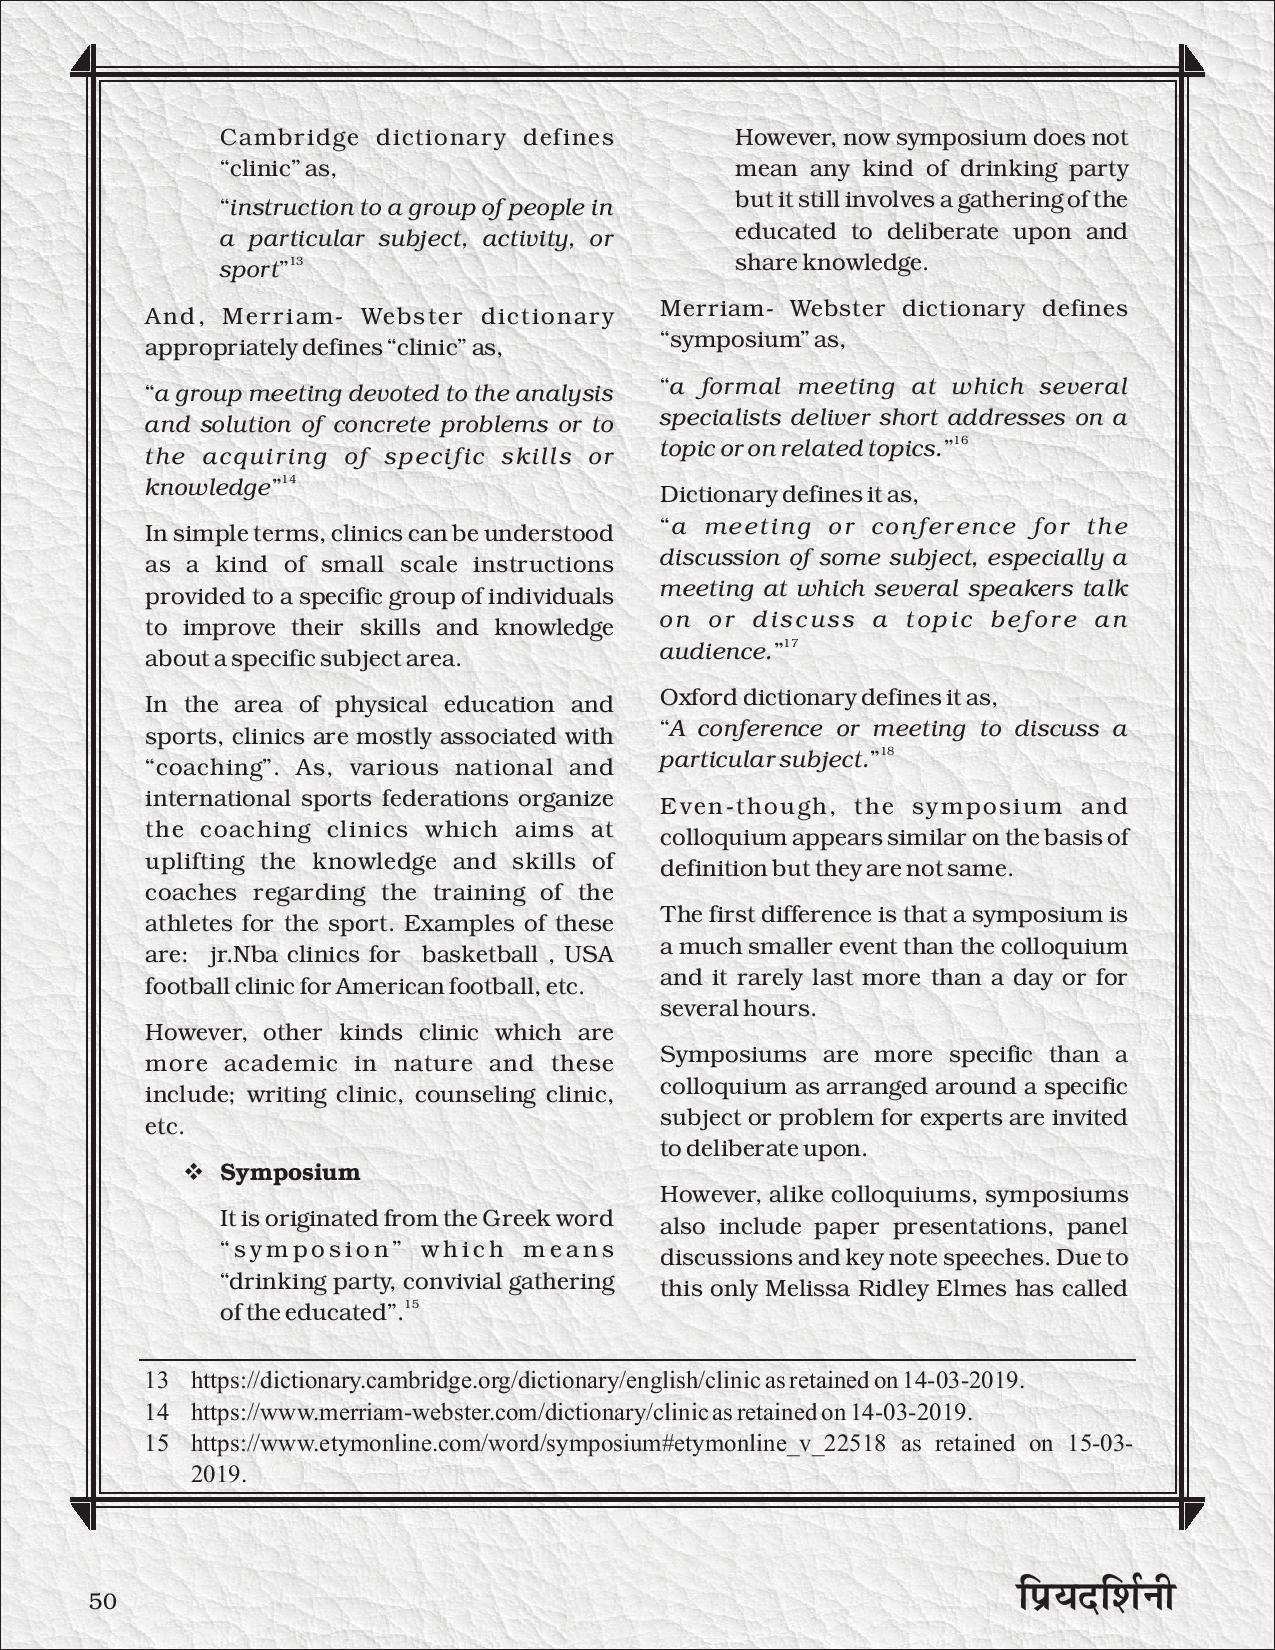 Cambridge dictionary defines
“clinic” as,
“instruction to a group of people in
a particular subject, activity, or
sport”13
And, Merriam- Webster dictionary
appropriately defines “clinic” as,
“a group meeting devoted to the analysis
and solution of concrete problems or to
the acquiring of specific skills or
knowledge”14
In simple terms, clinics can be understood
as a kind of small scale instructions
provided to a specific group of individuals
to improve their skills and knowledge
about a specific subject area.
In the area of physical education and
sports, clinics are mostly associated with
“coaching”. As, various national and
international sports federations organize
the coaching clinics which aims at
uplifting the knowledge and skills of
coaches regarding the training of the
athletes for the sport. Examples of these
are: jr.Nba clinics for basketball , USA
football clinic for American football, etc.
However, other kinds clinic which are
more academic in nature and these
include; writing clinic, counseling clinic,
etc.
❖ Symposium
It is originated from the Greek word
“symposion” which means
“drinking party, convivial gathering
of the educated”.15
However, now symposium does not
mean any kind of drinking party
but it still involves a gathering of the
educated to deliberate upon and
share knowledge.
Merriam- Webster dictionary defines
“symposium” as,
“a formal meeting at which several
specialists deliver short addresses on a
topic or on related topics.”16
Dictionary defines it as,
“a meeting or conference for the
discussion of some subject, especially a
meeting at which several speakers talk
on or discuss a topic before an
audience.”17
Oxford dictionary defines it as,
“A conference or meeting to discuss a
particular subject.”18
Even-though, the symposium and
colloquium appears similar on the basis of
definition but they are not same.
The first difference is that a symposium is
a much smaller event than the colloquium
and it rarely last more than a day or for
several hours.
Symposiums are more specific than a
colloquium as arranged around a specific
subject or problem for experts are invited
to deliberate upon.
However, alike colloquiums, symposiums
also include paper presentations, panel
discussions and key note speeches. Due to
this only Melissa Ridley Elmes has called
13 https://dictionary.cambridge.org/dictionary/english/clinic as retained on 14-03-2019.
14 https://www.merriam-webster.com/dictionary/clinic as retained on 14-03-2019.
15 https://www.etymonline.com/word/symposium#etymonline_v_22518 as retained on 15-03-
2019.
50
प्रियदर्शिनी